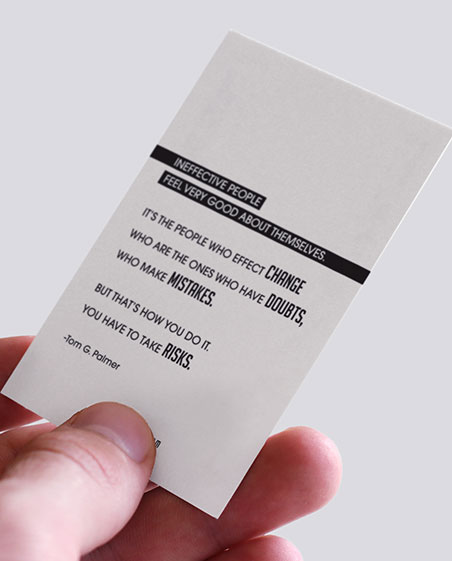 INEFFECTIVE PEOPLE
FEEL VERY GOOD ABOUT THEMSELVES.
IT'S THE PEOPLE WHO EFFECT CHANGE
WHO ARE THE ONES WHO HAVE DOUBTS,
WHO MAKE MISTAKES.
BUT THAT'S HOW YOU DO IT.
YOU HAVE TO TAKE RISKS.
-Tom G. Palmer